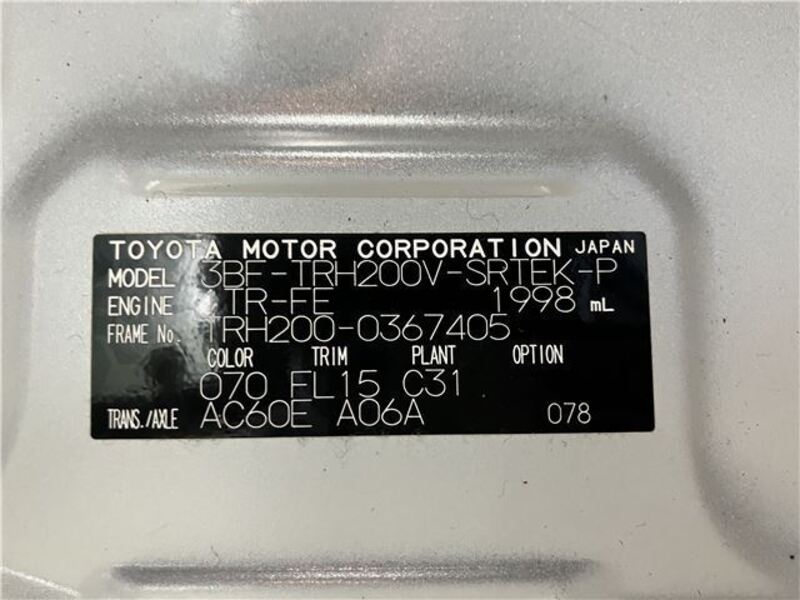 TOYOTA MOTOR CORPORATION JAPAN
MODEL 3BF-TRH200V-SRTEK-P
ENGINE 1TR-FE 1998 mL
FRAME No. TRH200-0367405
COLOR TRIM PLANT OPTION
070 FL15 C31
TRANS./AXLE AC60E A06A 078